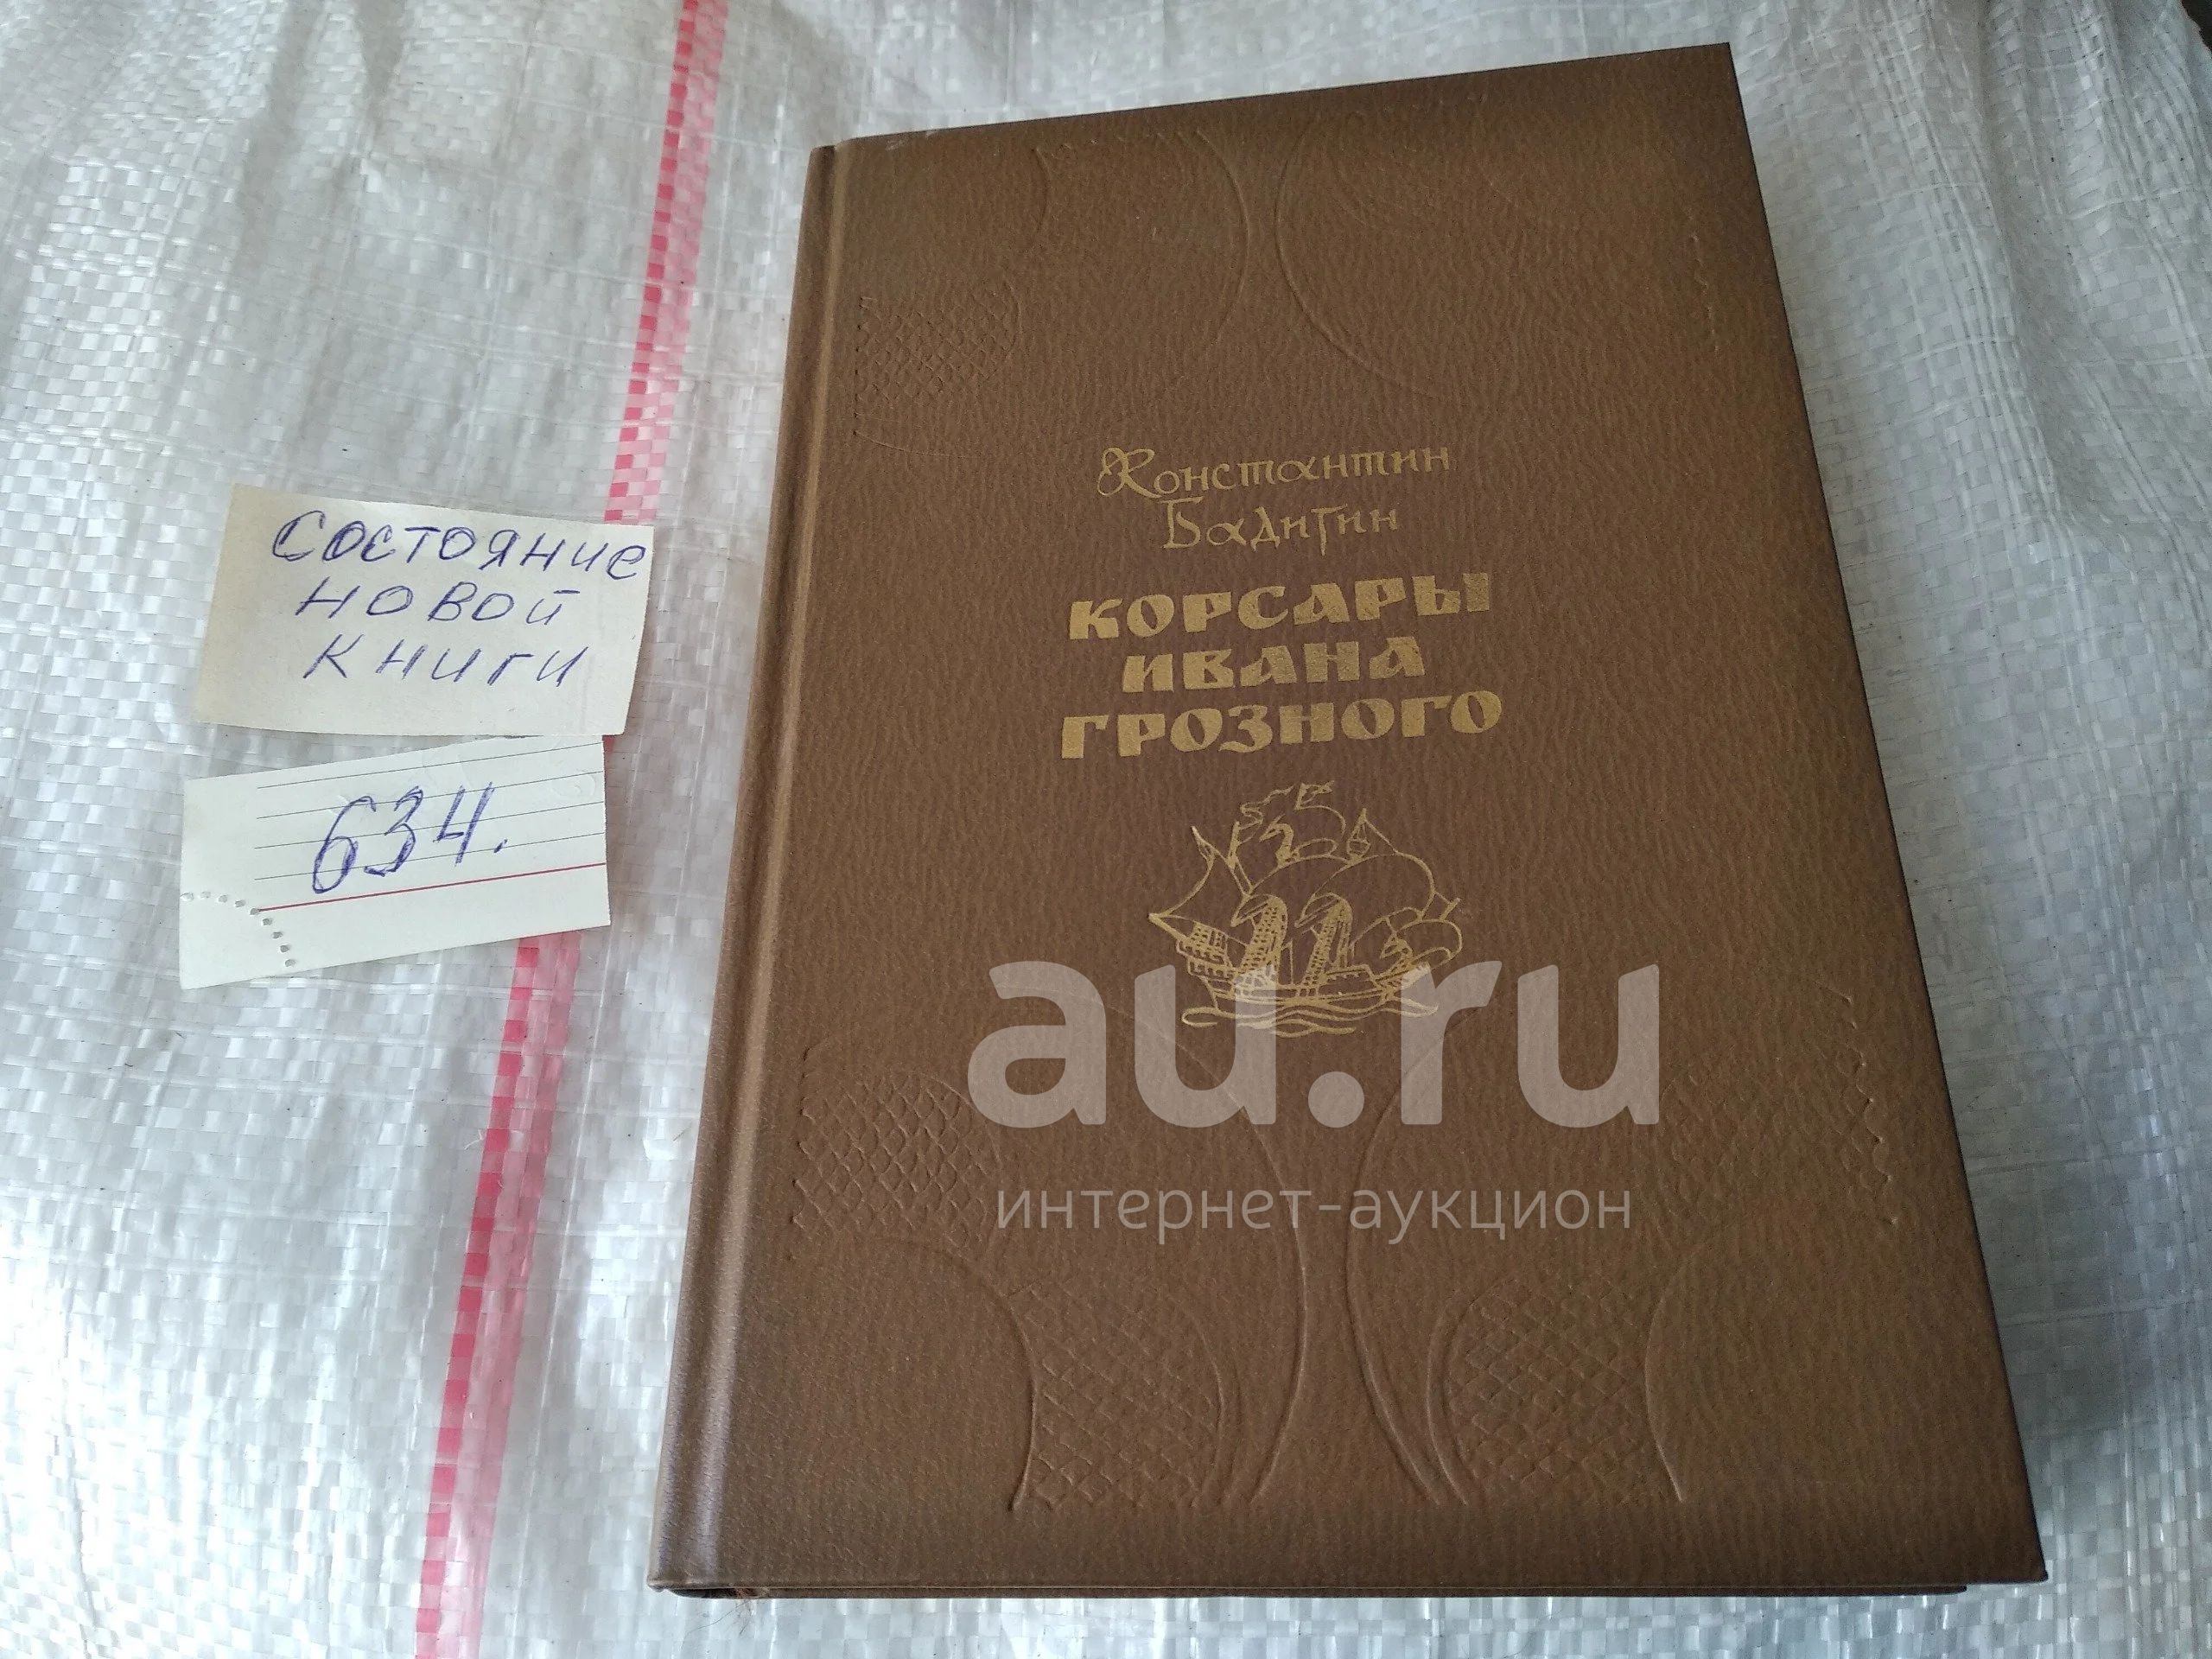 Состояние
новой
книги
634.
Константин
Бадигин
КОРСАРЫ
ИВАНА
ГРОЗНОГО
au.ru
интернет-аукцион